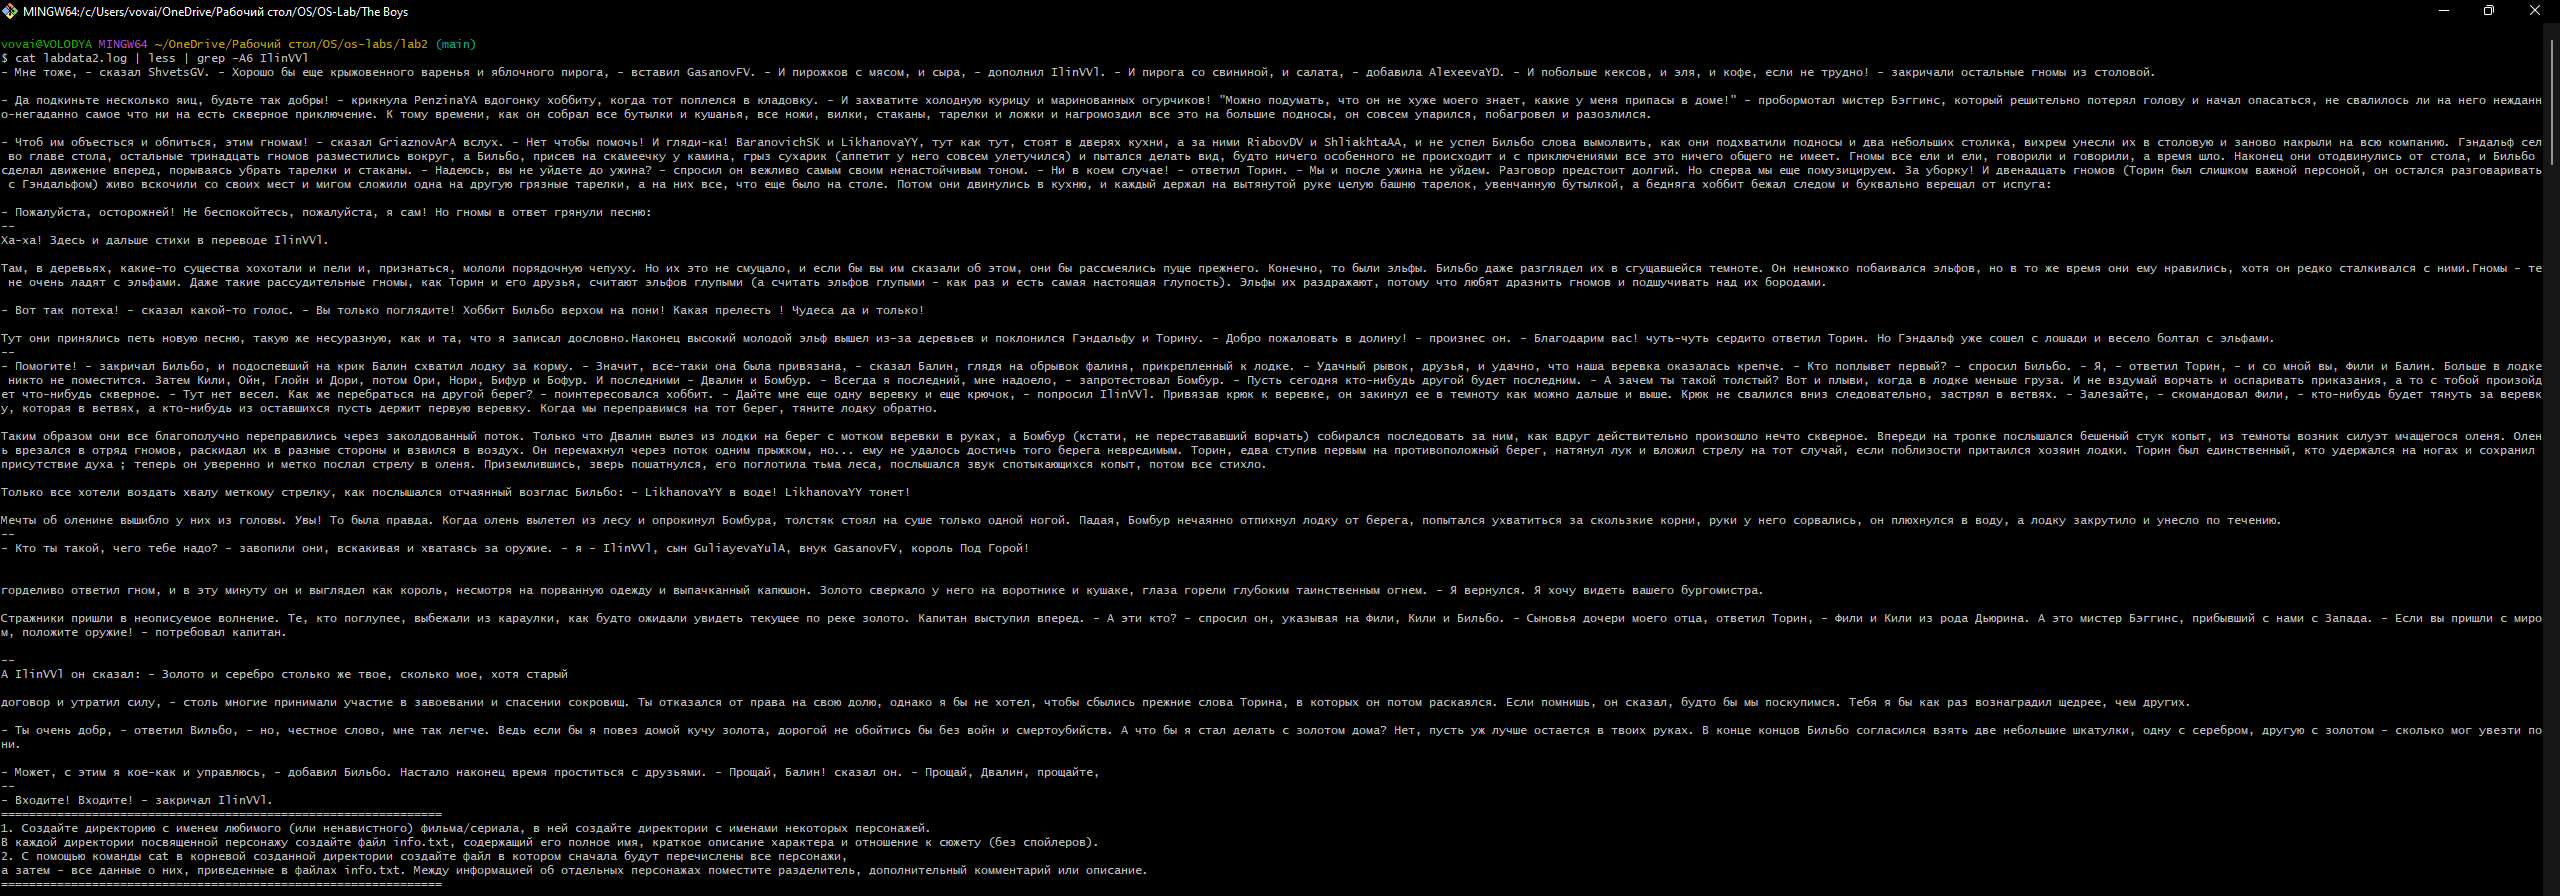 MINGW64:/c/Users/vovai/OneDrive/Рабочий стол/OS/OS-Lab/The Boys
vovai@VOLODYA MINGW64 ~/OneDrive/Рабочий стол/OS/os-labs/lab2 (main)
$ cat labdata2.log | less | grep -A6 IlinVVl
- Мне тоже, - сказал ShvetsGV. - Хорошо бы еще крыжовенного варенья и яблочного пирога, - вставил GasanovFV. - И пирожков с мясом, и сыра, - дополнил IlinVVl. - И пирога со свининой, и салата, - добавила AlexeevaYD. - И побольше кексов, и эля, и кофе, если не трудно! - закричали остальные гномы из столовой.
- Да подкиньте несколько яиц, будьте так добры! - крикнула PenzinaYA вдогонку хоббиту, когда тот поплелся в кладовку. - И захватите холодную курицу и маринованных огурчиков! "Можно подумать, что он не хуже моего знает, какие у меня припасы в доме!" - пробормотал мистер Бэггинс, который решительно потерял голову и начал опасаться, не свалилось ли на него нежданн
о-негаданно самое что ни на есть скверное приключение. К тому времени, как он собрал все бутылки и кушанья, все ножи, вилки, стаканы, тарелки и ложки и нагромоздил все это на большие подносы, он совсем упарился, побагровел и разозлился.
- Чтоб им объесться и обпиться, этим гномам! - сказал GriaznovArA вслух. - Нет чтобы помочь! И гляди-ка! BaranovichSK и LikhanovaYY, тут как тут, стоят в дверях кухни, а за ними RiabovDV и ShliakhtaAA, и не успел Бильбо слова вымолвить, как они подхватили подносы и два небольших столика, вихрем унесли их в столовую и заново накрыли на всю компанию. Гэндальф сел
во главе стола, остальные тринадцать гномов разместились вокруг, а Бильбо, присев на скамеечку у камина, грыз сухарик (аппетит у него совсем улетучился) и пытался делать вид, будто ничего особенного не происходит и с приключениями все это ничего общего не имеет. Гномы все ели и ели, говорили и говорили, а время шло. Наконец они отодвинулись от стола, и Бильбо
сделал движение вперед, порываясь убрать тарелки и стаканы. - Надеюсь, вы не уйдете до ужина? - спросил он вежливо самым своим ненастойчивым тоном. - Ни в коем случае! - ответил Торин. - Мы и после ужина не уйдем. Разговор предстоит долгий. Но сперва мы еще помузицируем. За уборку! И двенадцать гномов (Торин был слишком важной персоной, он остался разговаривать
с Гэндальфом) живо вскочили со своих мест и мигом сложили одна на другую грязные тарелки, а на них все, что еще было на столе. Потом они двинулись в кухню, и каждый держал на вытянутой руке целую башню тарелок, увенчанную бутылкой, а бедняга хоббит бежал следом и буквально верещал от испуга:
- Пожалуйста, осторожней! Не беспокойтесь, пожалуйста, я сам! Но гномы в ответ грянули песню:
--
Ха-ха! Здесь и дальше стихи в переводе IlinVVl.
Там, в деревьях, какие-то существа хохотали и пели и, признаться, мололи порядочную чепуху. Но их это не смущало, и если бы вы им сказали об этом, они бы рассмеялись пуще прежнего. Конечно, то были эльфы. Бильбо даже разглядел их в сгущавшейся темноте. Он немножко побаивался эльфов, но в то же время они ему нравились, хотя он редко сталкивался с ними.Гномы - те
не очень ладят с эльфами. Даже такие рассудительные гномы, как Торин и его друзья, считают эльфов глупыми (а считать эльфов глупыми - как раз и есть самая настоящая глупость). Эльфы их раздражают, потому что любят дразнить гномов и подшучивать над их бородами.
- Вот так потеха! - сказал какой-то голос. - Вы только поглядите! Хоббит Бильбо верхом на пони! Какая прелесть ! Чудеса да и только!
Тут они принялись петь новую песню, такую же несуразную, как и та, что я записал дословно.Наконец высокий молодой эльф вышел из-за деревьев и поклонился Гэндальфу и Торину. - Добро пожаловать в долину! - произнес он. - Благодарим вас! чуть-чуть сердито ответил Торин. Но Гэндальф уже сошел с лошади и весело болтал с эльфами.
--
- Помогите! - закричал Бильбо, и подоспевший на крик Балин схватил лодку за корму. - Значит, все-таки она была привязана, - сказал Балин, глядя на обрывок фалиня, прикрепленный к лодке. - Удачный рывок, друзья, и удачно, что наша веревка оказалась крепче. - Кто поплывет первый? - спросил Бильбо. - Я, - ответил Торин, - и со мной вы, Фили и Балин. Больше в лодке
никто не поместится. Затем Кили, Ойн, Глойн и Дори, потом Ори, Нори, Бифур и Бофур. И последними - Двалин и Бомбур. - Всегда я последний, мне надоело, - запротестовал Бомбур. - Пусть сегодня кто-нибудь другой будет последним. - А зачем ты такой толстый? Вот и плыви, когда в лодке меньше груза. И не вздумай ворчать и оспаривать приказания, а то с тобой произойд
ет что-нибудь скверное. - Тут нет весел. Как же перебраться на другой берег? - поинтересовался хоббит. - Дайте мне еще одну веревку и еще крючок, - попросил IlinVVl. Привязав крюк к веревке, он закинул ее в темноту как можно дальше и выше. Крюк не свалился вниз следовательно, застрял в ветвях. - Залезайте, - скомандовал Фили, - кто-нибудь будет тянуть за веревк
у, которая в ветвях, а кто-нибудь из оставшихся пусть держит первую веревку. Когда мы переправимся на тот берег, тяните лодку обратно.
Таким образом они все благополучно переправились через заколдованный поток. Только что Двалин вылез из лодки на берег с мотком веревки в руках, а Бомбур (кстати, не перестававший ворчать) собирался последовать за ним, как вдруг действительно произошло нечто скверное. Впереди на тропке послышался бешеный стук копыт, из темноты возник силуэт мчащегося оленя. Олен
ь врезался в отряд гномов, раскидал их в разные стороны и взвился в воздух. Он перемахнул через поток одним прыжком, но... ему не удалось достичь того берега невредимым. Торин, едва ступив первым на противоположный берег, натянул лук и вложил стрелу на тот случай, если поблизости притаился хозяин лодки. Торин был единственный, кто удержался на ногах и сохранил
присутствие духа ; теперь он уверенно и метко послал стрелу в оленя. Приземлившись, зверь пошатнулся, его поглотила тьма леса, послышался звук спотыкающихся копыт, потом все стихло.
Только все хотели воздать хвалу меткому стрелку, как послышался отчаянный возглас Бильбо: - LikhanovaYY в воде! LikhanovaYY тонет!
Мечты об оленине вышибло у них из головы. Увы! То была правда. Когда олень вылетел из лесу и опрокинул Бомбура, толстяк стоял на суше только одной ногой. Падая, Бомбур нечаянно отпихнул лодку от берега, попытался ухватиться за скользкие корни, руки у него сорвались, он плюхнулся в воду, а лодку закрутило и унесло по течению.
--
- Кто ты такой, чего тебе надо? - завопили они, вскакивая и хватаясь за оружие. - я - IlinVVl, сын GuliayevaYulA, внук GasanovFV, король Под Горой!
горделиво ответил гном, и в эту минуту он и выглядел как король, несмотря на порванную одежду и выпачканный капюшон. Золото сверкало у него на воротнике и кушаке, глаза горели глубоким таинственным огнем. - Я вернулся. Я хочу видеть вашего бургомистра.
Стражники пришли в неописуемое волнение. Те, кто поглупее, выбежали из караулки, как будто ожидали увидеть текущее по реке золото. Капитан выступил вперед. - А эти кто? - спросил он, указывая на Фили, Кили и Бильбо. - Сыновья дочери моего отца, ответил Торин, - Фили и Кили из рода Дьюрина. А это мистер Бэггинс, прибывший с нами с Запада. - Если вы пришли с миро
м, положите оружие! - потребовал капитан.
--
А IlinVVl он сказал: - Золото и серебро столько же твое, сколько мое, хотя старый
договор и утратил силу, - столь многие принимали участие в завоевании и спасении сокровищ. Ты отказался от права на свою долю, однако я бы не хотел, чтобы сбылись прежние слова Торина, в которых он потом раскаялся. Если помнишь, он сказал, будто бы мы поскупимся. Тебя я бы как раз вознаградил щедрее, чем других.
- Ты очень добр, - ответил Вильбо, - но, честное слово, мне так легче. Ведь если бы я повез домой кучу золота, дорогой не обойтись бы без войн и смертоубийств. А что бы я стал делать с золотом дома? Нет, пусть уж лучше остается в твоих руках. В конце концов Бильбо согласился взять две небольшие шкатулки, одну с серебром, другую с золотом - сколько мог увезти по
ни.
- Может, с этим я кое-как и управлюсь, - добавил Бильбо. Настало наконец время проститься с друзьями. - Прощай, Балин! сказал он. - Прощай, Двалин, прощайте,
--
- Входите! Входите! - закричал IlinVVl.
===============================================================
1. Создайте директорию с именем любимого (или ненавистного) фильма/сериала, в ней создайте директории с именами некоторых персонажей.
В каждой директории посвященной персонажу создайте файл info.txt, содержащий его полное имя, краткое описание характера и отношение к сюжету (без спойлеров).
2. С помощью команды cat в корневой созданной директории создайте файл в котором сначала будут перечислены все персонажи,
а затем - все данные о них, приведенные в файлах info.txt. Между информацией об отдельных персонажах поместите разделитель, дополнительный комментарий или описание.
===============================================================